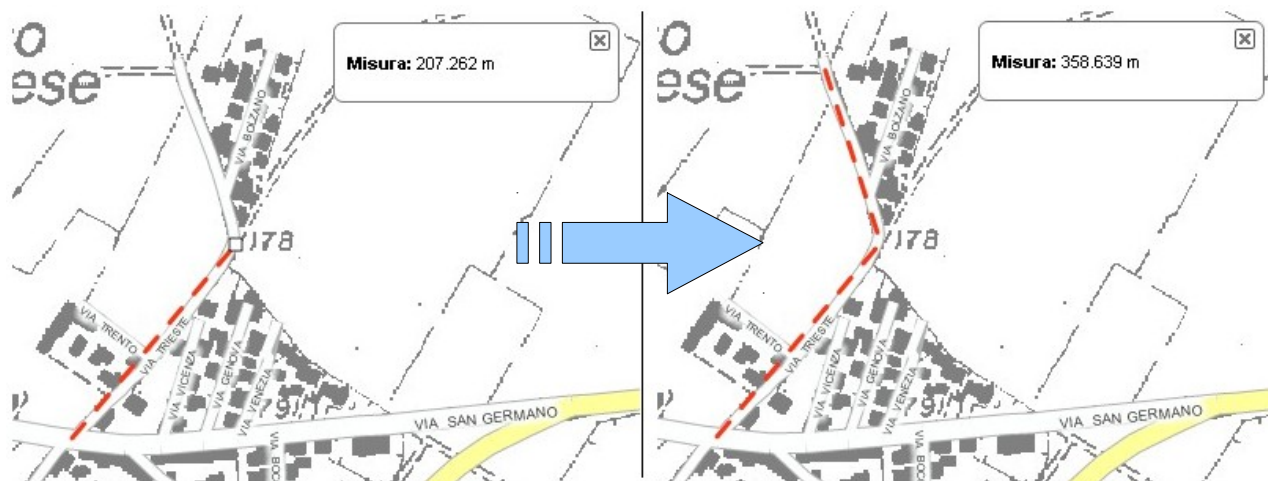 o
ese
Misura: 207.262 m
VIA BOLZANO
178
VIA TRENTO
VIA TRIESTE
VIA VICENZA
VIA GENOVA
VIA VENEZIA
VIA SAN GERMANO
o
ese
Misura: 358.639 m
VIA BOLZANO
178
VIA TRENTO
VIA TRIESTE
VIA VICENZA
VIA GENOVA
VIA VENEZIA
VIA SAN GERMANO